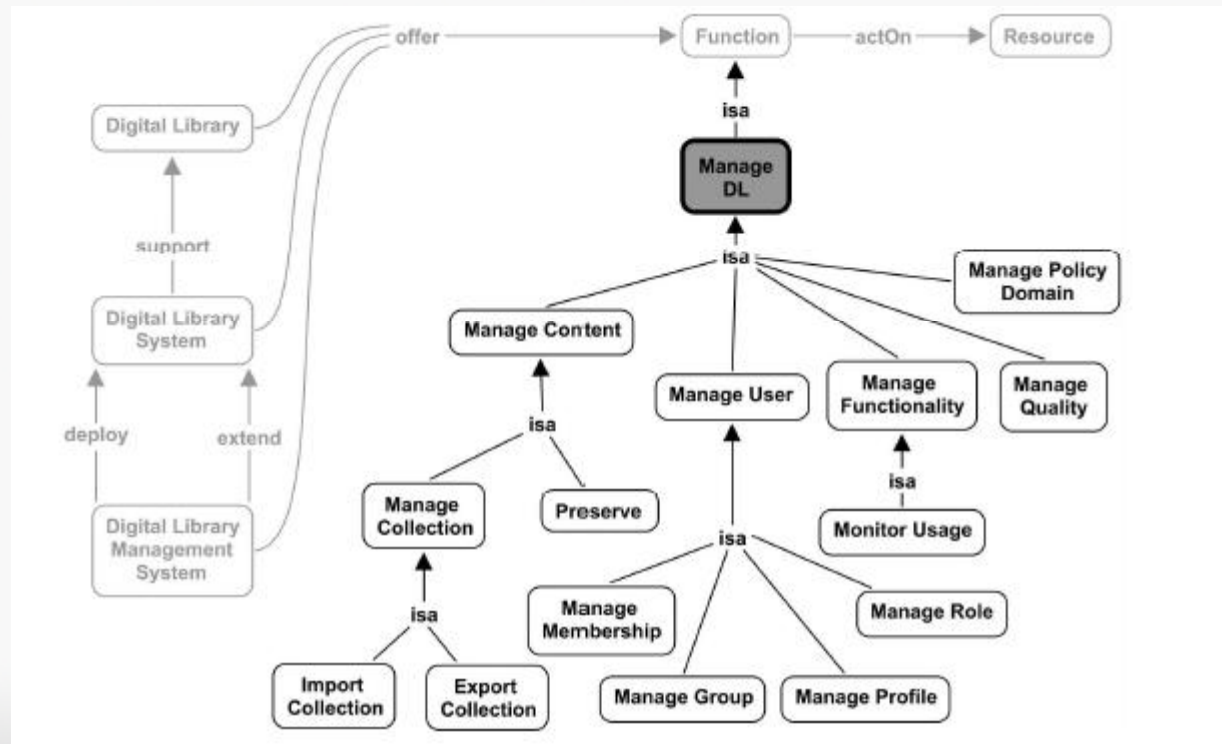 offer
Function
actOn
Resource
isa
Digital Library
Manage
DL
support
isa
Manage Policy
Domain
Digital Library
System
Manage Content
Manage User
Manage
Functionality
Manage
Quality
deploy
extend
isa
isa
Manage
Collection
Preserve
Monitor Usage
Digital Library
Management
System
isa
isa
Manage
Membership
Manage Role
Import
Collection
Export
Collection
Manage Group
Manage Profile